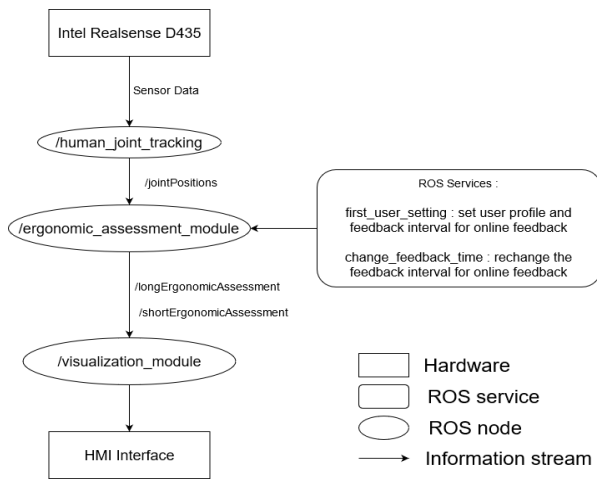 Intel Realsense D435
Sensor Data
/human_joint_tracking
/jointPositions
ROS Services :
first_user_setting : set user profile and
feedback interval for online feedback
change_feedback_time : rechange the
feedback interval for online feedback
/ergonomic_assessment_module
/longErgonomicAssessment
/shortErgonomicAssessment
/visualization_module
HMI Interface
Hardware
ROS service
ROS node
Information stream